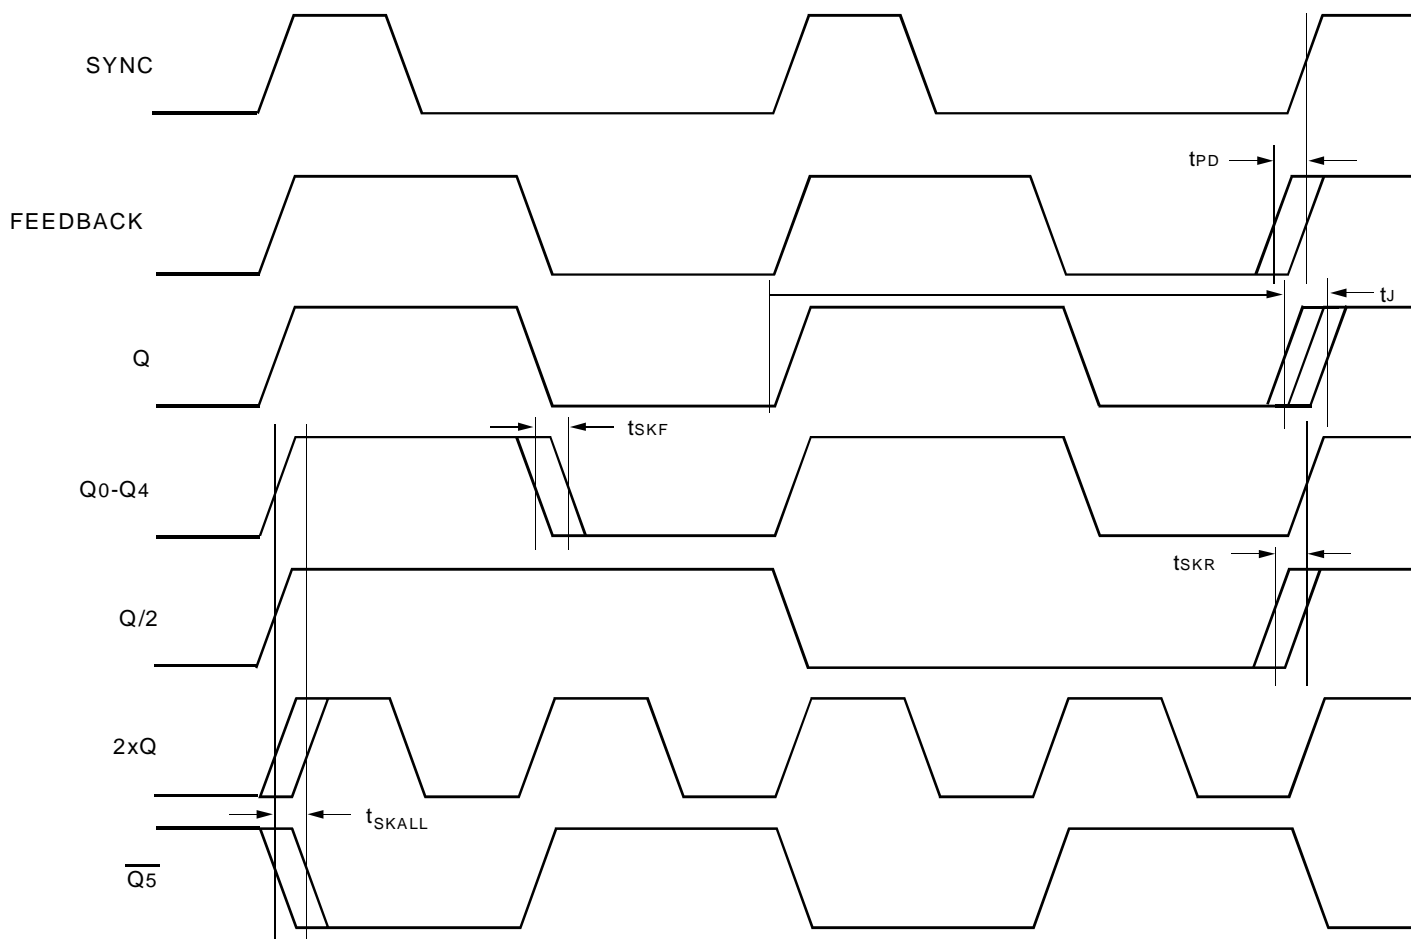 SYNC
tPD
FEEDBACK
tJ
Q
tSKF
Q0-Q4
tSKR
Q/2
2xQ
tSKALL
Q5